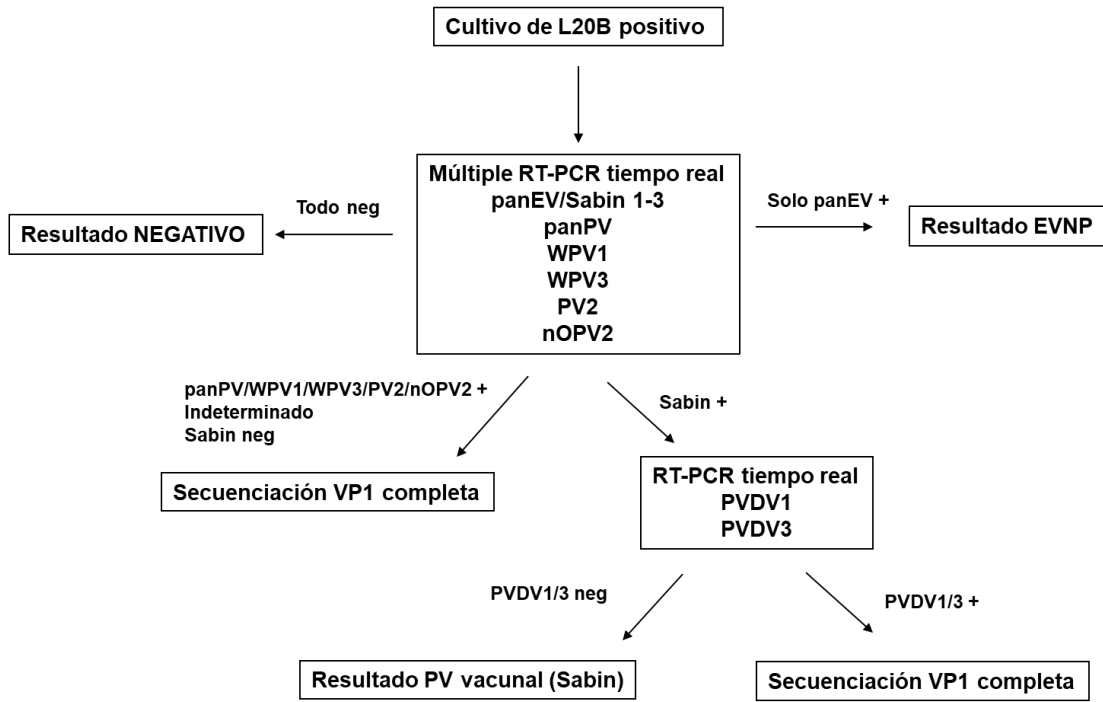 Cultivo de L20B positivo
Múltiple RT-PCR tiempo real
panEV/Sabin 1-3
panPV
WPV1
WPV3
PV2
nOPV2
Todo neg
Resultado NEGATIVO
Solo panEV +
Resultado EVNP
panPV/WPV1/WPV3/PV2/nOPV2 +
Indeterminado
Sabin neg
Secuenciación VP1 completa
Sabin +
RT-PCR tiempo real
PVDV1
PVDV3
PVDV1/3 neg
PVDV1/3 +
Resultado PV vacunal (Sabin)
Secuenciación VP1 completa